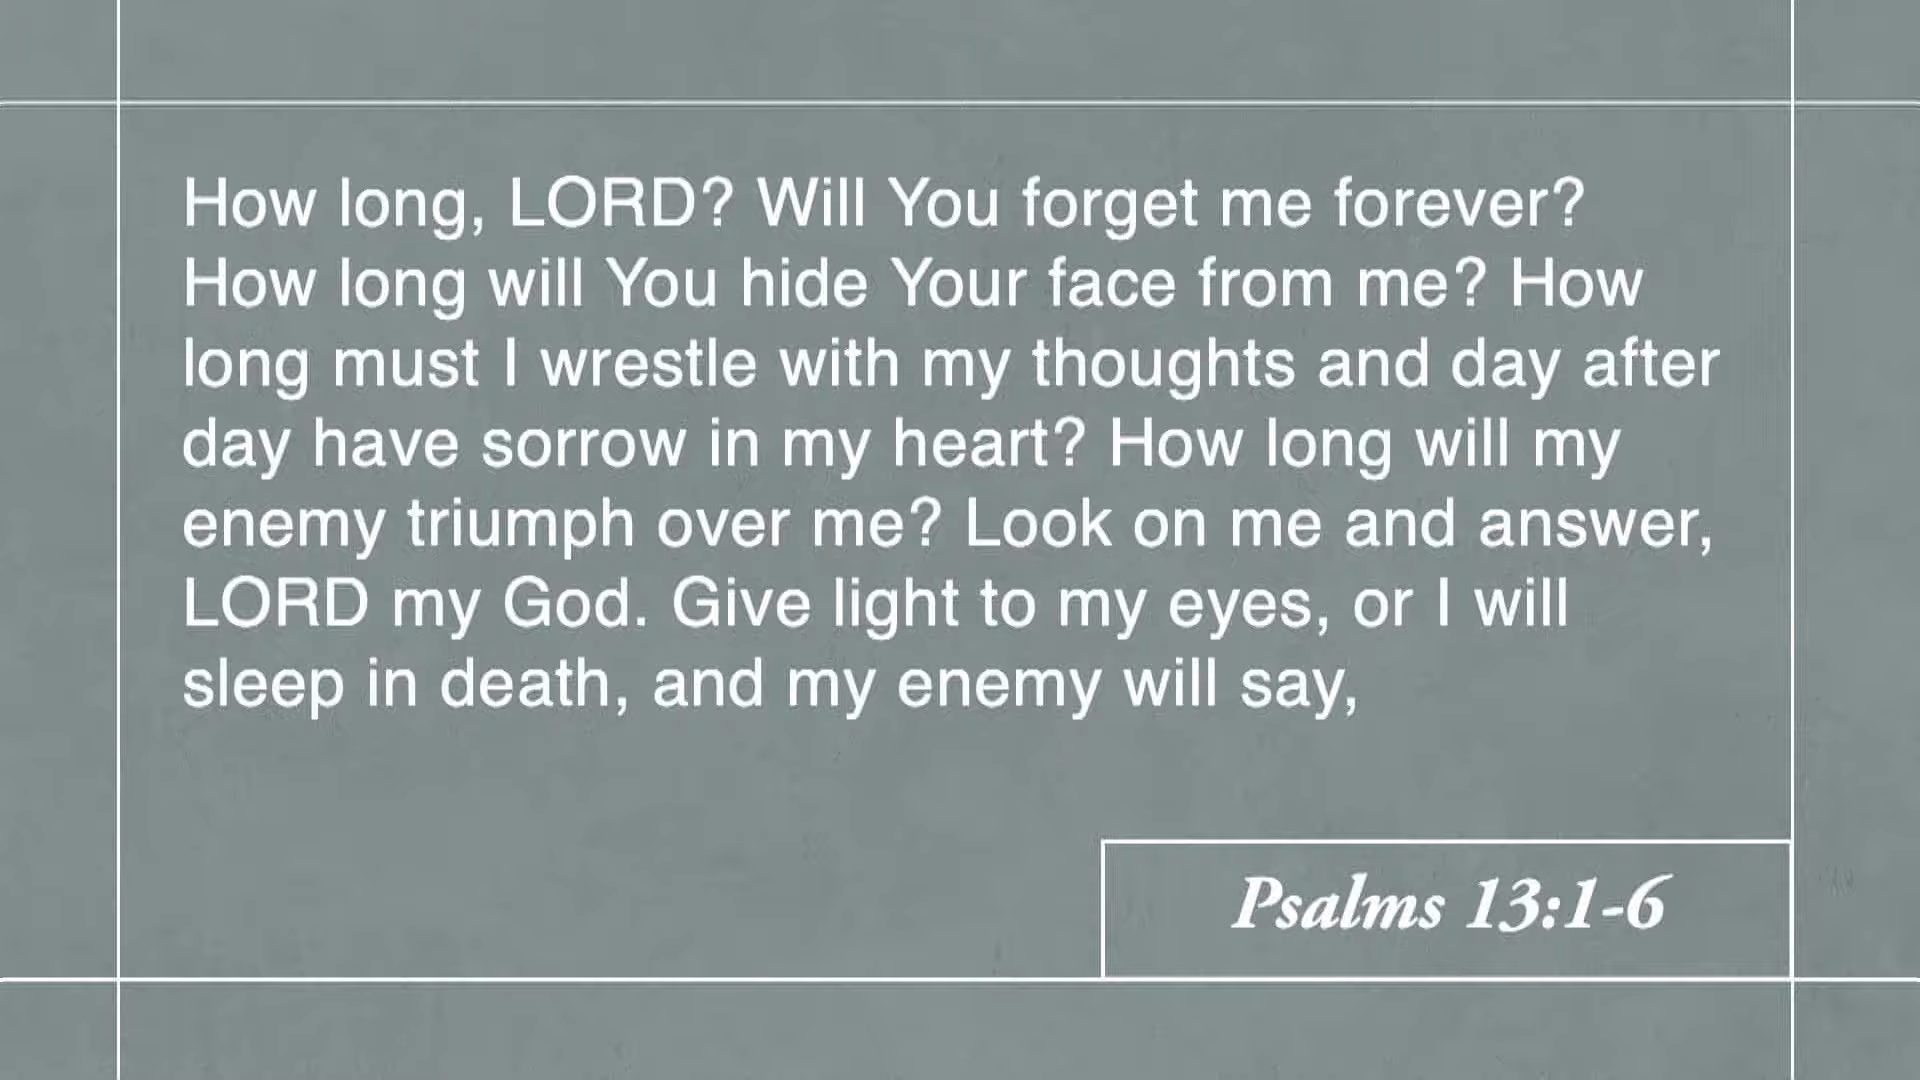 How long, LORD? Will You forget me forever?
How long will You hide Your face from me? How
long must I wrestle with my thoughts and day after
day have sorrow in my heart? How long will my
enemy triumph over me? Look on me and answer,
LORD my God. Give light to my eyes, or I will
sleep in death, and my enemy will say,
Psalms 13:1-6